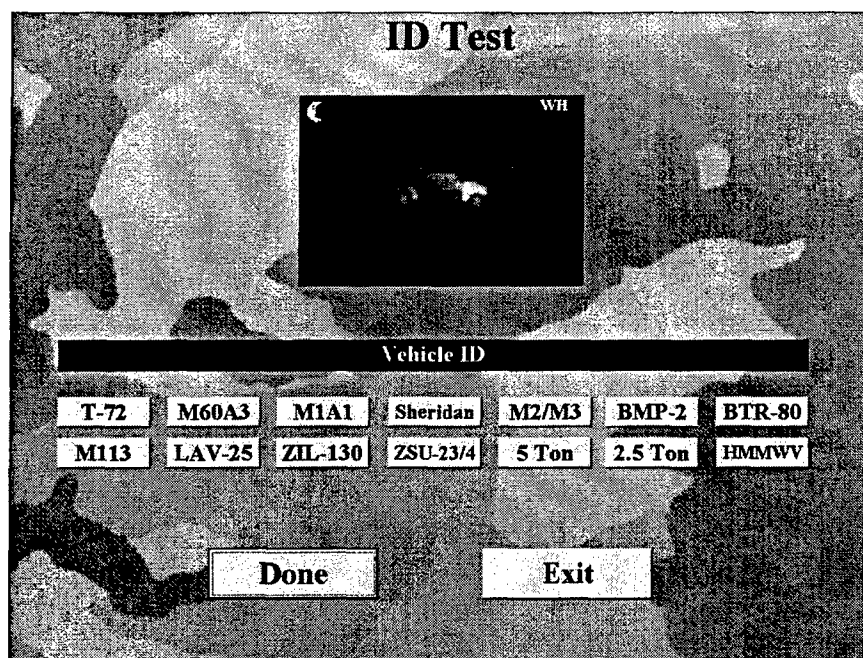 ID Test
WH
Vehicle ID
T-72 M60A3 M1A1 Sheridan M2/M3 BMP-2 BTR-80
M113 LAV-25 ZIL-130 ZSU-23/4 5 Ton 2.5 Ton HMMWV
Done Exit